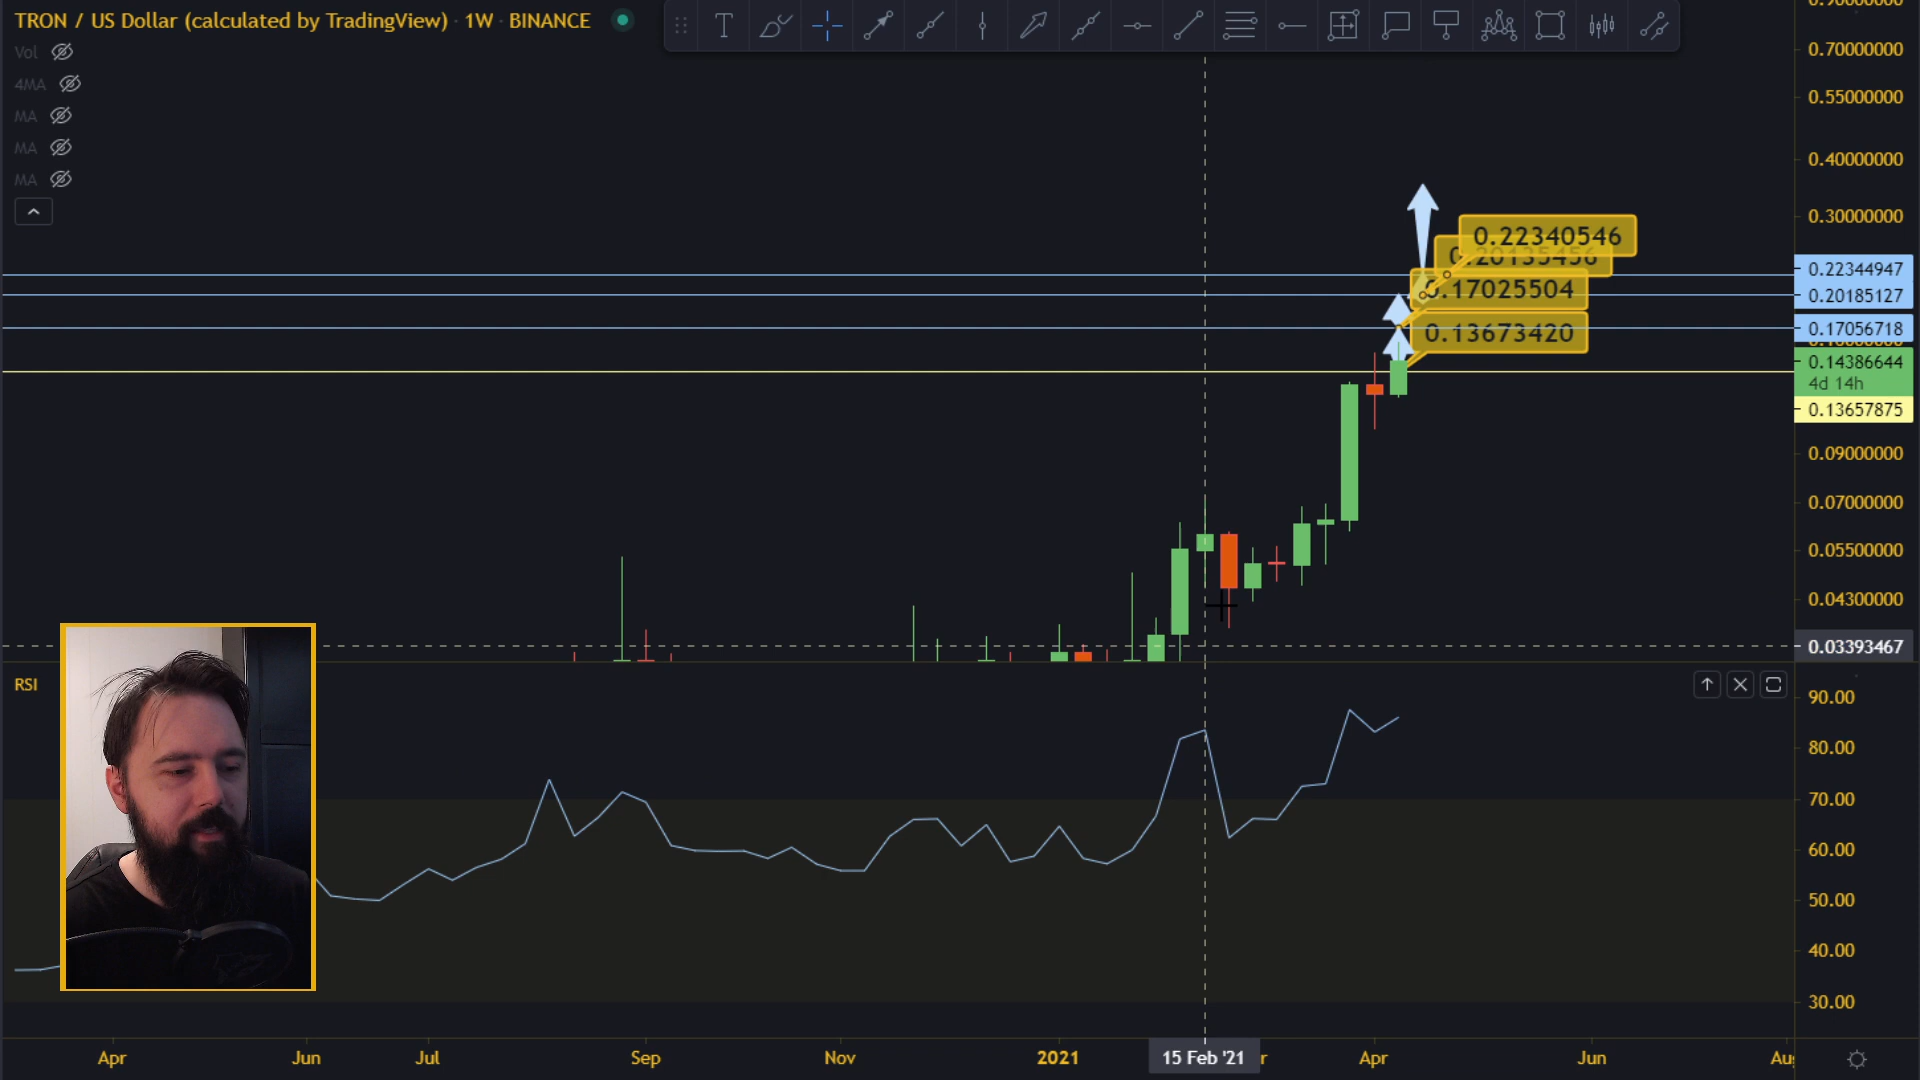 TRON / US Dollar (calculated by TradingView) · 1W · BINANCE
Vol
4MA
MA
MA
MA
0.70000000
0.55000000
0.40000000
0.30000000
0.22340546
0.20135456
0.17025504
0.13673420
0.22344947
0.20185127
0.17056718
0.14386644
4d 14h
0.13657875
0.09000000
0.07000000
0.05500000
0.04300000
0.03393467
RSI
90.00
80.00
70.00
60.00
50.00
40.00
30.00
Apr
Jun
Jul
Sep
Nov
2021
15 Feb '21
Apr
Jun